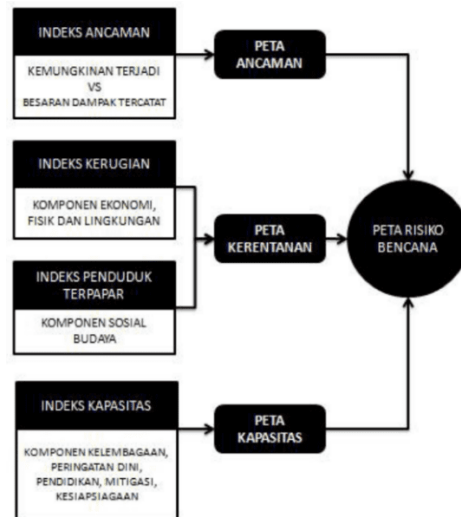 INDEKS ANCAMAN
KEMUNGKINAN TERJADI
VS
BESARAN DAMPAK TERCATAT
PETA
ANCAMAN
INDEKS KERUGIAN
KOMPONEN EKONOMI,
FISIK DAN LINGKUNGAN
INDEKS PENDUDUK
TERPAPAR
KOMPONEN SOSIAL
BUDAYA
PETA
KERENTANAN
PETA RISIKO
BENCANA
INDEKS KAPASITAS
KOMPONEN KELEMBAGAAN,
PERINGATAN DINI,
PENDIDIKAN, MITIGASI,
KESIAPSIAGAAN
PETA
KAPASITAS